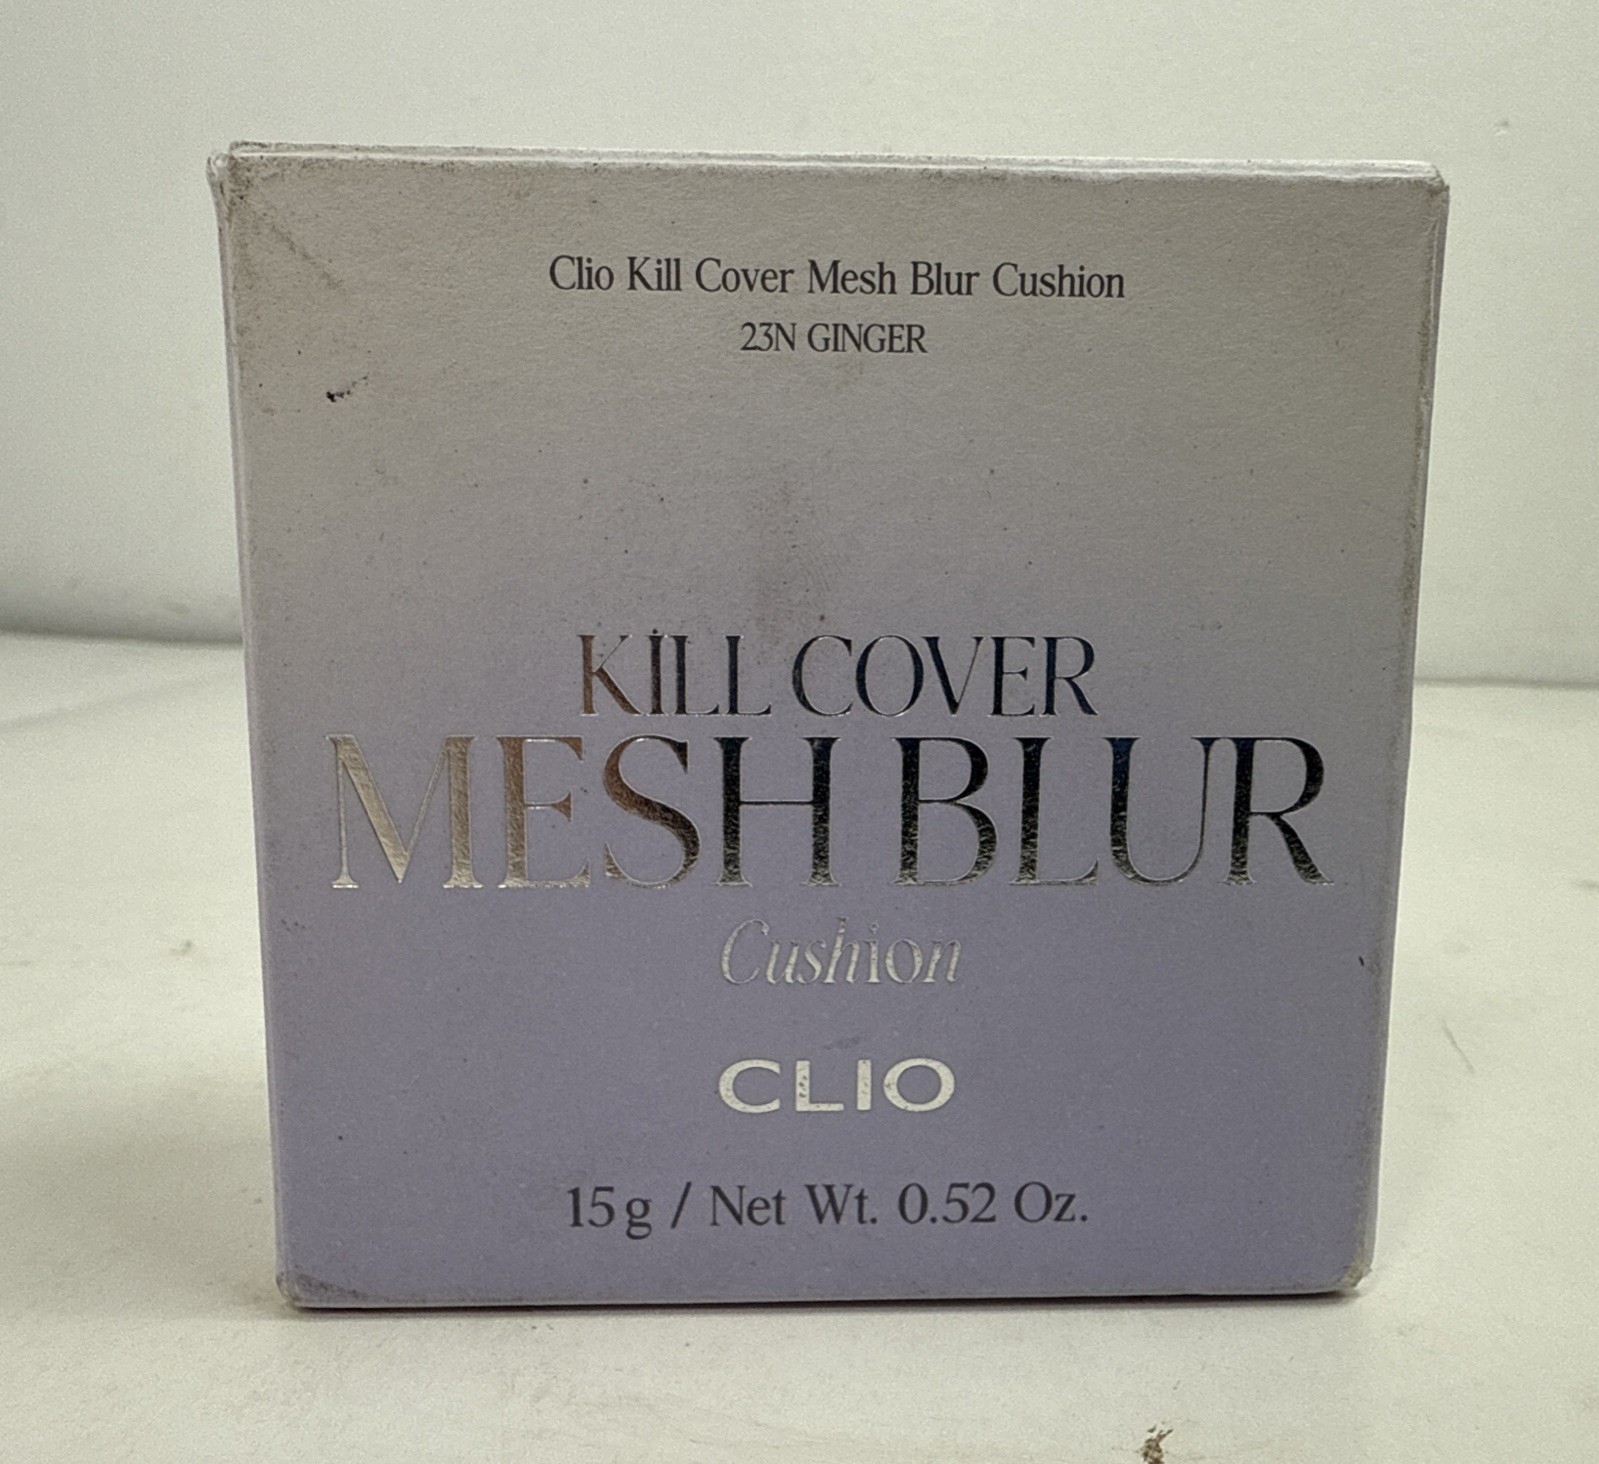 Clio Kill Cover Mesh Blur Cushion
23N GINGER
KILL COVER
MESH BLUR
Cushion
CLIO
15g / Net Wt. 0.52 Oz.